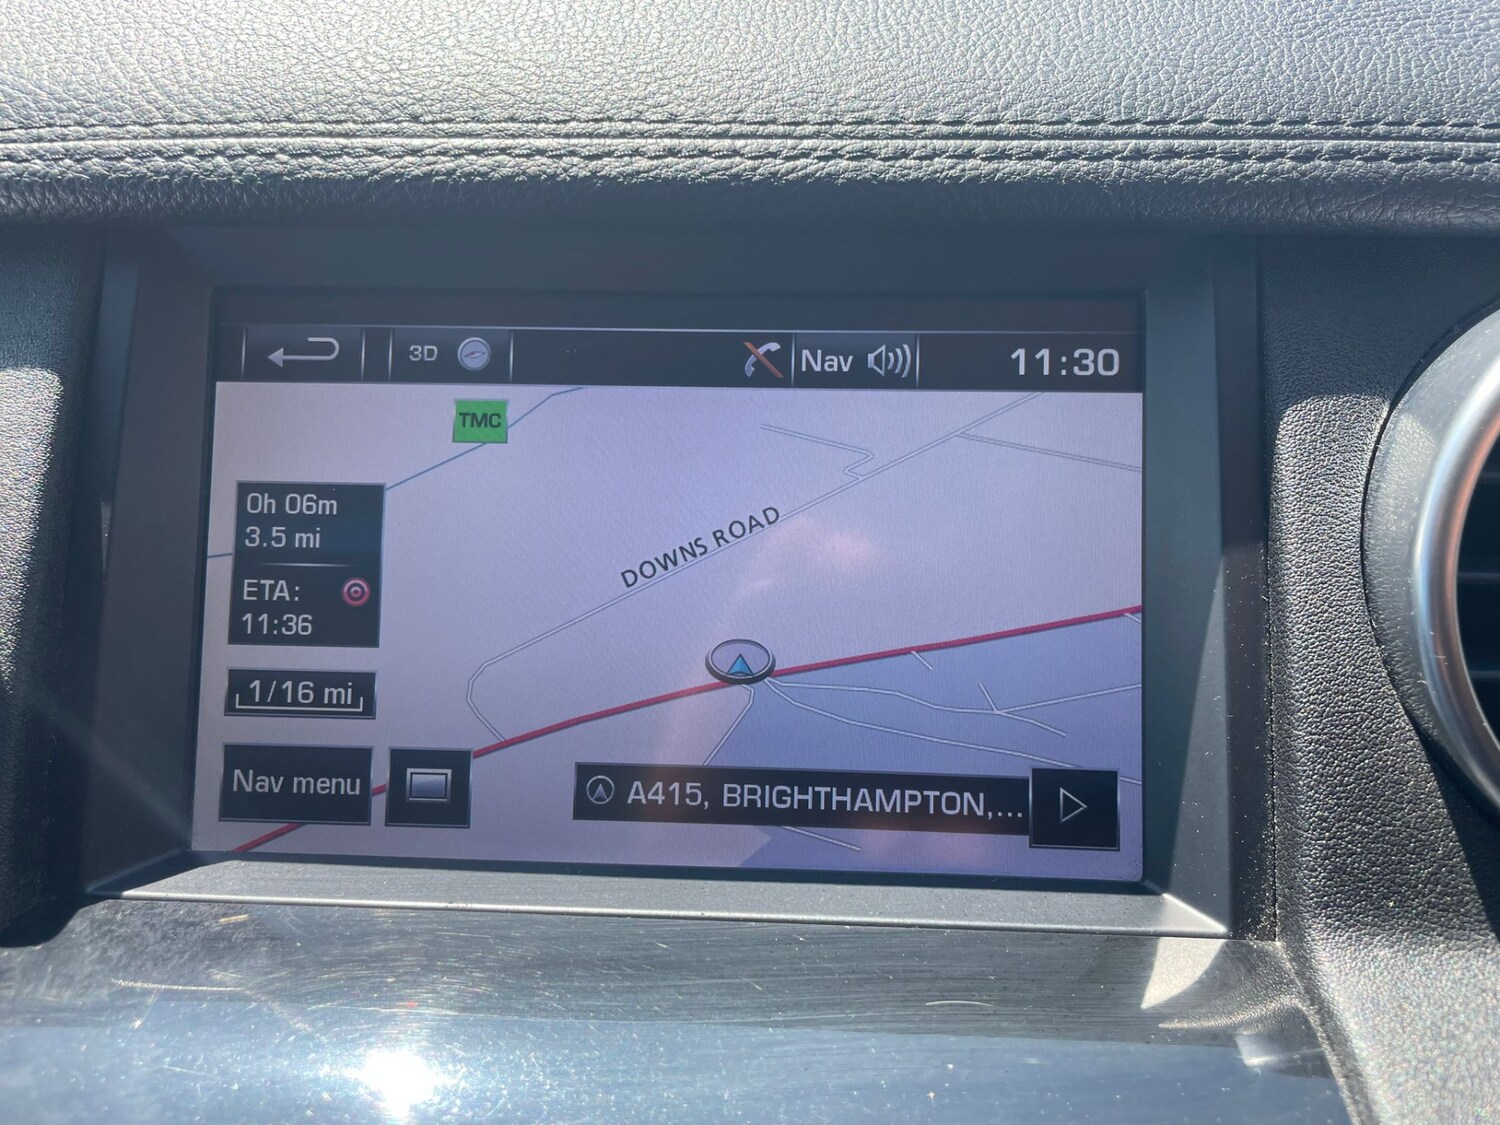 3D
Nav
11:30
TMC
0h 06m
3.5 mi
ETA:
11:36
DOWNS ROAD
1/16 mi
Nav menu
A415, BRIGHTHAMPTON,...